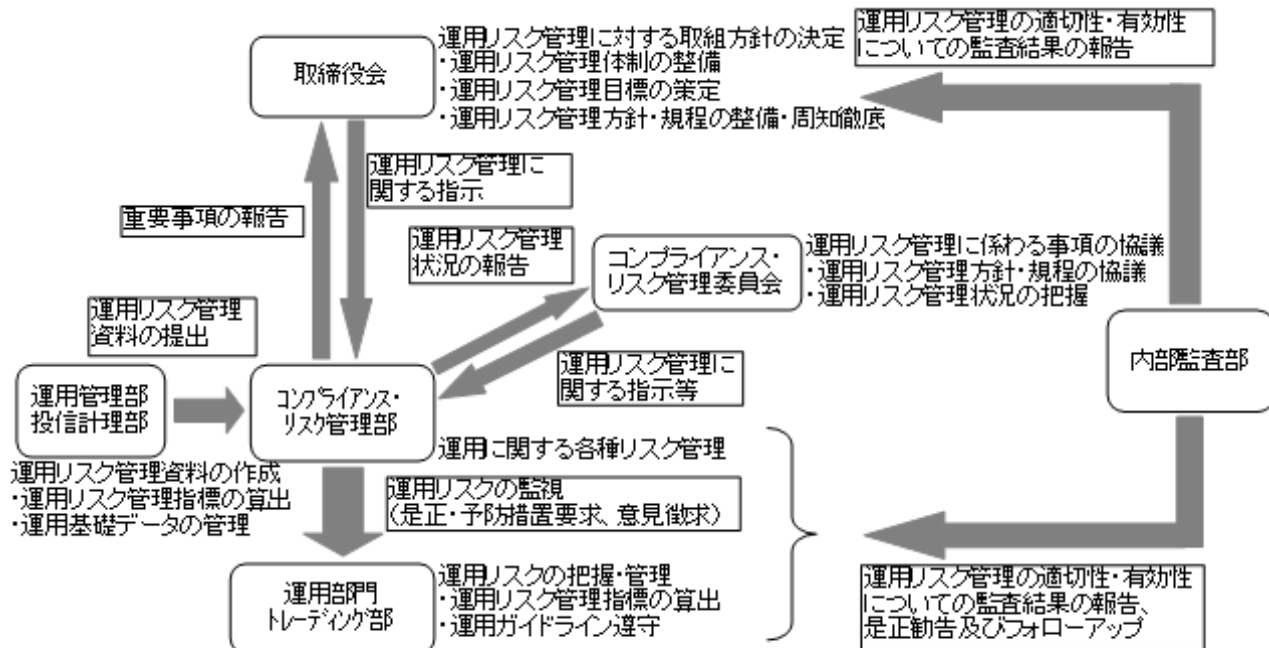 取締役会
運用リスク管理に対する取組方針の決定
・運用リスク管理体制の整備
・運用リスク管理目標の策定
・運用リスク管理方針・規程の整備・周知徹底
運用リスク管理の適切性・有効性
についての監査結果の報告
運用リスク管理に
関する指示
重要事項の報告
運用リスク管理
状況の報告
コンプライアンス・
リスク管理委員会
運用リスク管理に係わる事項の協議
・運用リスク管理方針・規程の協議
・運用リスク管理状況の把握
運用リスク管理
資料の提出
運用リスク管理に
関する指示等
内部監査部
運用管理部
投信計理部
コンプライアンス・
リスク管理部
運用に関する各種リスク管理
運用リスク管理資料の作成
・運用リスク管理指標の算出
・運用基礎データの管理
運用リスクの監視
（是正・予防措置要求、意見徴求）
運用部門
トレーディング部
運用リスクの把握・管理
・運用リスク管理指標の算出
・運用ガイドライン遵守
運用リスク管理の適切性・有効性
についての監査結果の報告、
是正勧告及びフォローアップ